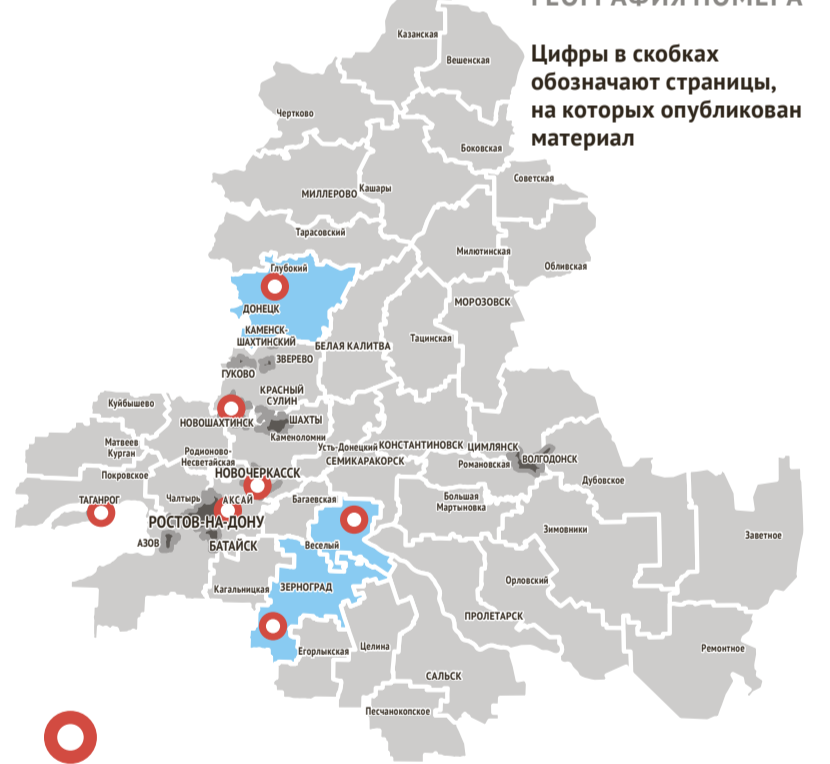 ГЕОГРАФИЯ НОМЕРА
Цифры в скобках
обозначают страницы,
на которых опубликован
материал
Казанская
Вешенская
Чертково
Боковская
Советская
МИЛЛЕРОВО
Кашары
Тарасовский
Милютинская
Обливская
Глубокий
ДОНЕЦК
МОРОЗОВСК
КАМЕНСК-
ШАХТИНСКИЙ
БЕЛАЯ КАЛИТВА
Тацинская
ЗВЕРЕВО
ГУКОВО
КРАСНЫЙ
СУЛИН
Куйбышево
НОВОШАХТИНСК
ШАХТЫ
Каменоломни
Матвеев
Курган
Родионово-
Несветайская
Усть-Донецкий
КОНСТАНТИНОВСК
ЦИМЛЯНСК
СЕМИКАРАКОРСК
Романовская
ВОЛГОДОНСК
Покровское
НОВОЧЕРКАССК
Дубовское
ТАГАНРОГ
Чалтырь
АКСАЙ
Багаевская
Большая
Мартыновка
РОСТОВ-НА-ДОНУ
Зимовники
Заветное
АЗОВ
БАТАЙСК
Веселый
Кагальницкая
ЗЕРНОГРАД
Орловский
ПРОЛЕТАРСК
Егорлыкская
Целина
Ремонтное
САЛЬСК
Песчанокопское